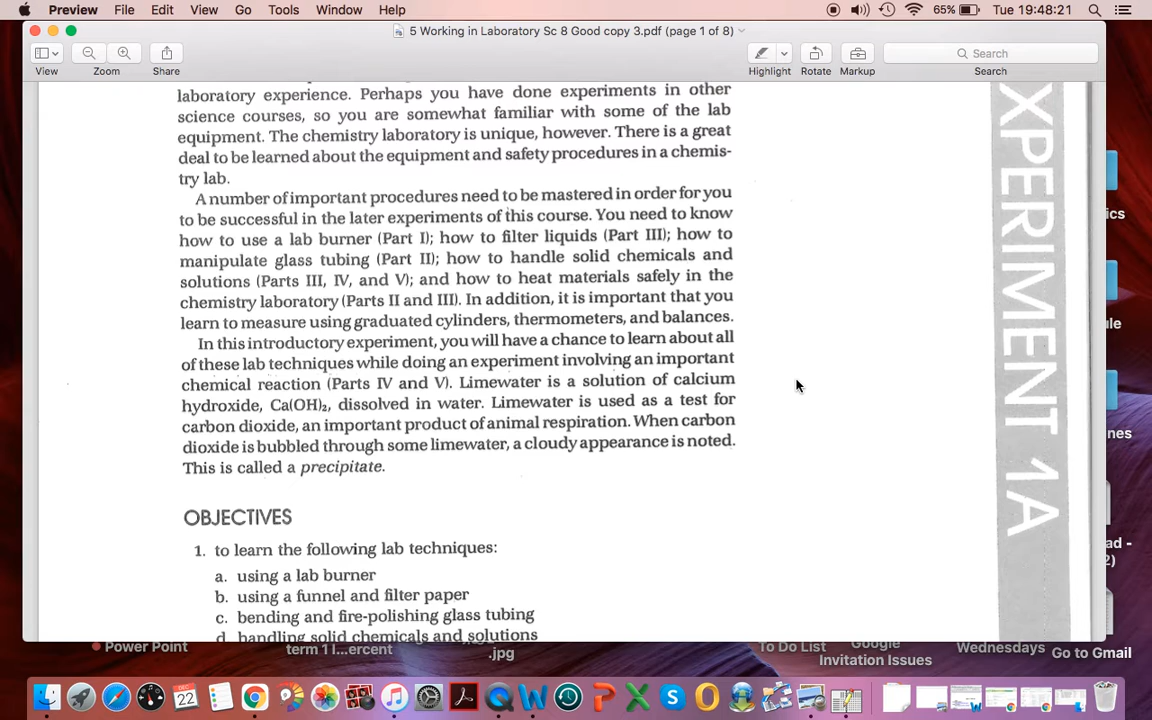 Preview File Edit View Go Tools Window Help 65% Tue 19:48:21
5 Working in Laboratory Sc 8 Good copy 3.pdf (page 1 of 8)
View Zoom Share Highlight Rotate Markup Search
Search
laboratory experience. Perhaps you have done experiments in other
science courses, so you are somewhat familiar with some of the lab
equipment. The chemistry laboratory is unique, however. There is a great
deal to be learned about the equipment and safety procedures in a chemis-
try lab.
A number of important procedures need to be mastered in order for you
to be successful in the later experiments of this course. You need to know
how to use a lab burner (Part I); how to filter liquids (Part III); how to
manipulate glass tubing (Part II); how to handle solid chemicals and
solutions (Parts III, IV, and V); and how to heat materials safely in the
chemistry laboratory (Parts II and III). In addition, it is important that you
learn to measure using graduated cylinders, thermometers, and balances.
In this introductory experiment, you will have a chance to learn about all
of these lab techniques while doing an experiment involving an important
chemical reaction (Parts IV and V). Limewater is a solution of calcium
hydroxide, Ca(OH)₂, dissolved in water. Limewater is used as a test for
carbon dioxide, an important product of animal respiration. When carbon
dioxide is bubbled through some limewater, a cloudy appearance is noted.
This is called a precipitate.
OBJECTIVES
1. to learn the following lab techniques:
a. using a lab burner
b. using a funnel and filter paper
c. bending and fire-polishing glass tubing
d. handling solid chemicals and solutions
XPERIMENT 1A
ics
ule
nes
ad -
2)
Power Point
term 1 l...ercent
.jpg
To Do List
Google
Invitation Issues
Wednesdays
Go to Gmail
22